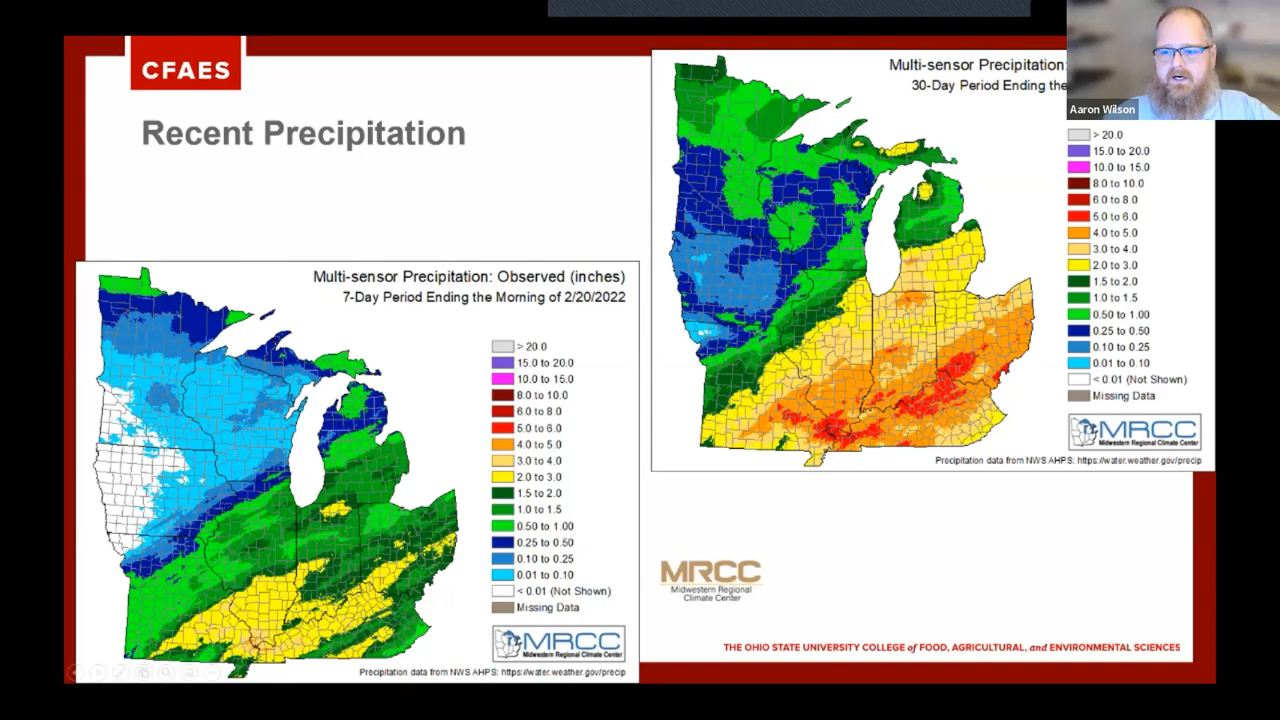 CFAES
Recent Precipitation
Multi-sensor Precipitation: Observed (inches)
7-Day Period Ending the Morning of 2/20/2022
> 20.0
15.0 to 20.0
10.0 to 15.0
8.0 to 10.0
6.0 to 8.0
5.0 to 6.0
4.0 to 5.0
3.0 to 4.0
2.0 to 3.0
1.5 to 2.0
1.0 to 1.5
0.50 to 1.00
0.25 to 0.50
0.10 to 0.25
0.01 to 0.10
< 0.01 (Not Shown)
Missing Data
MRCC
Midwestern Regional Climate Center
Precipitation data from NWS AHPS: https://water.weather.gov/precip
Multi-sensor Precipitation:
30-Day Period Ending the
Aaron Wilson
> 20.0
15.0 to 20.0
10.0 to 15.0
8.0 to 10.0
6.0 to 8.0
5.0 to 6.0
4.0 to 5.0
3.0 to 4.0
2.0 to 3.0
1.5 to 2.0
1.0 to 1.5
0.50 to 1.00
0.25 to 0.50
0.10 to 0.25
0.01 to 0.10
< 0.01 (Not Shown)
Missing Data
MRCC
Midwestern Regional Climate Center
Precipitation data from NWS AHPS: https://water.weather.gov/precip
MRCC
Midwestern Regional
Climate Center
THE OHIO STATE UNIVERSITY COLLEGE of FOOD, AGRICULTURAL, and ENVIRONMENTAL SCIENCES